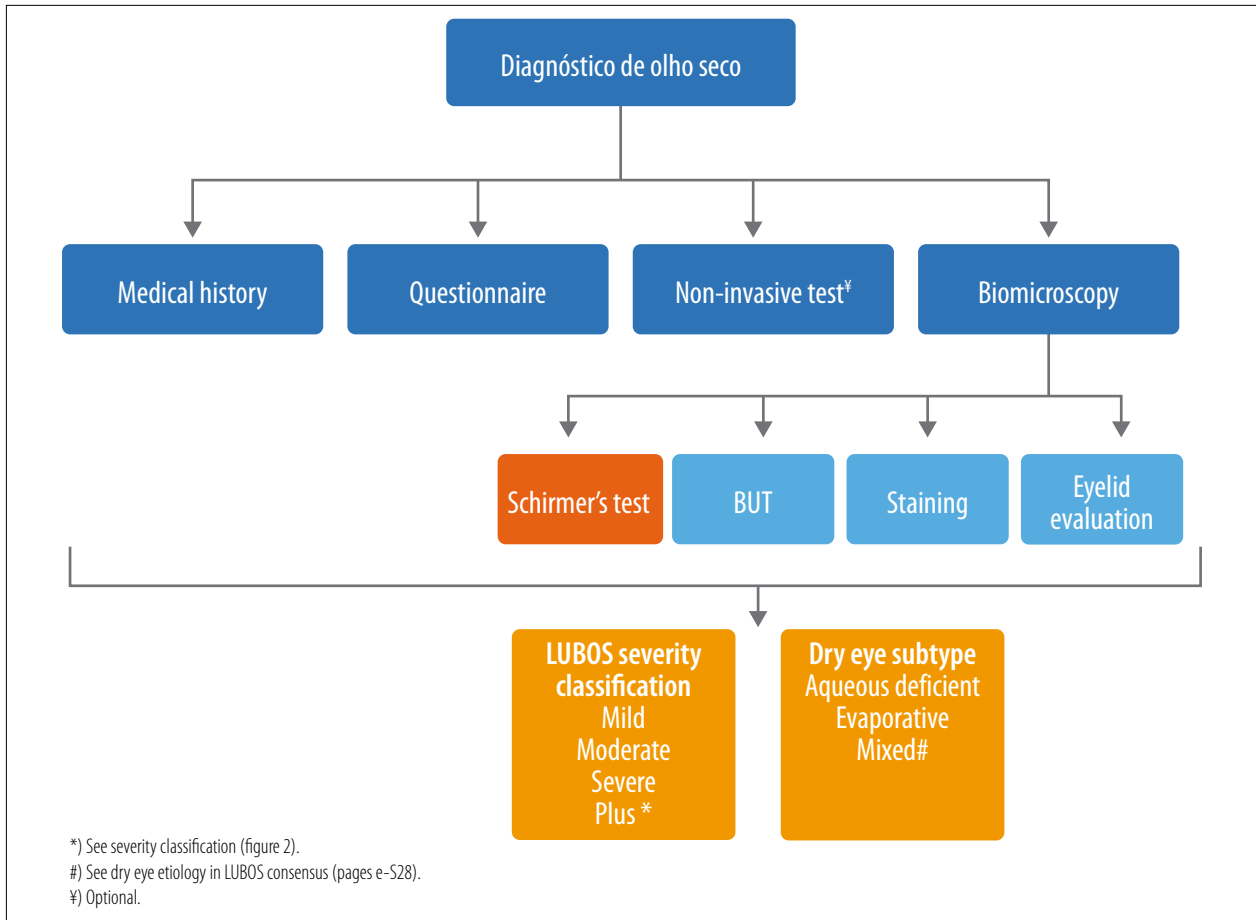 Diagnóstico de olho seco
Medical history
Questionnaire
Non-invasive test¥
Biomicroscopy
Schirmer's test
BUT
Staining
Eyelid
evaluation
LUBOS severity
classification
Mild
Moderate
Severe
Plus *
Dry eye subtype
Aqueous deficient
Evaporative
Mixed#
*) See severity classification (figure 2).
#) See dry eye etiology in LUBOS consensus (pages e-S28).
¥) Optional.